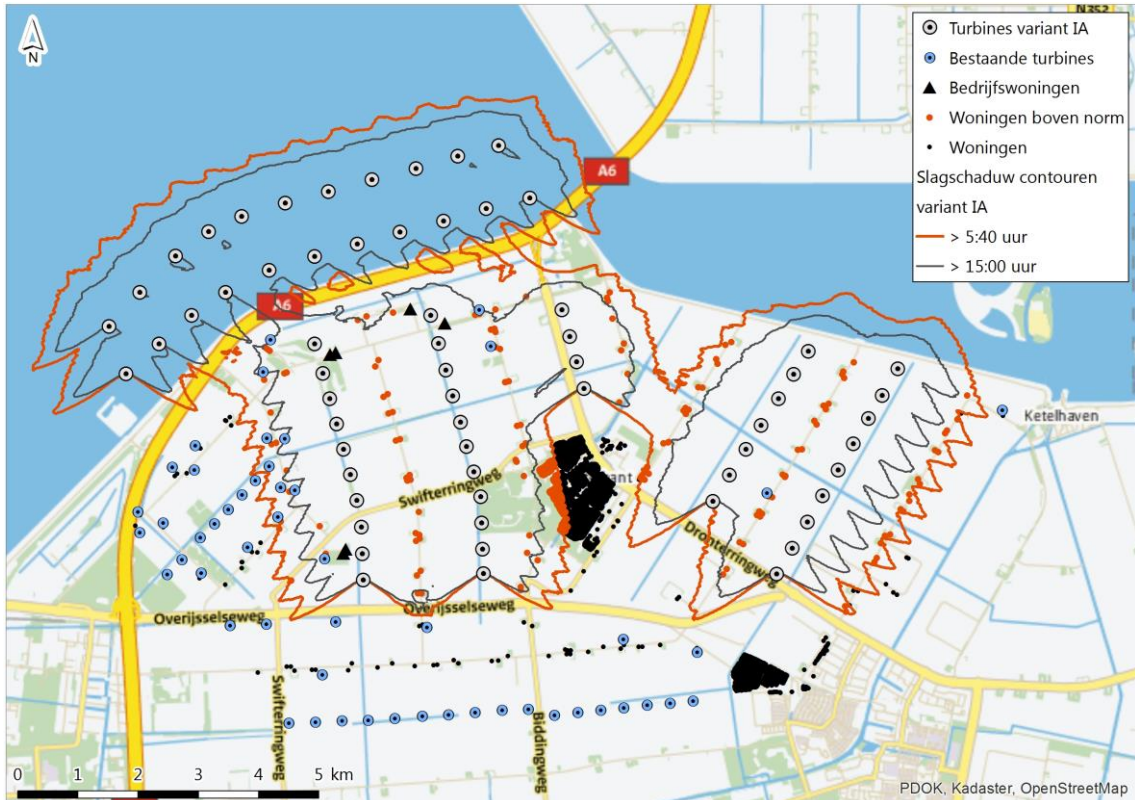 N352
N
Turbines variant IA
Bestaande turbines
Bedrijfswoningen
Woningen boven norm
Woningen
Slagschaduw contouren
variant IA
> 5:40 uur
> 15:00 uur
A6
A6
Ketelhaven
Swifterringweg
Dronterringweg
Overijsselseweg
Overijsselseweg
Swifterringweg
Biddingweg
0 1 2 3 4 5 km
PDOK, Kadaster, OpenStreetMap